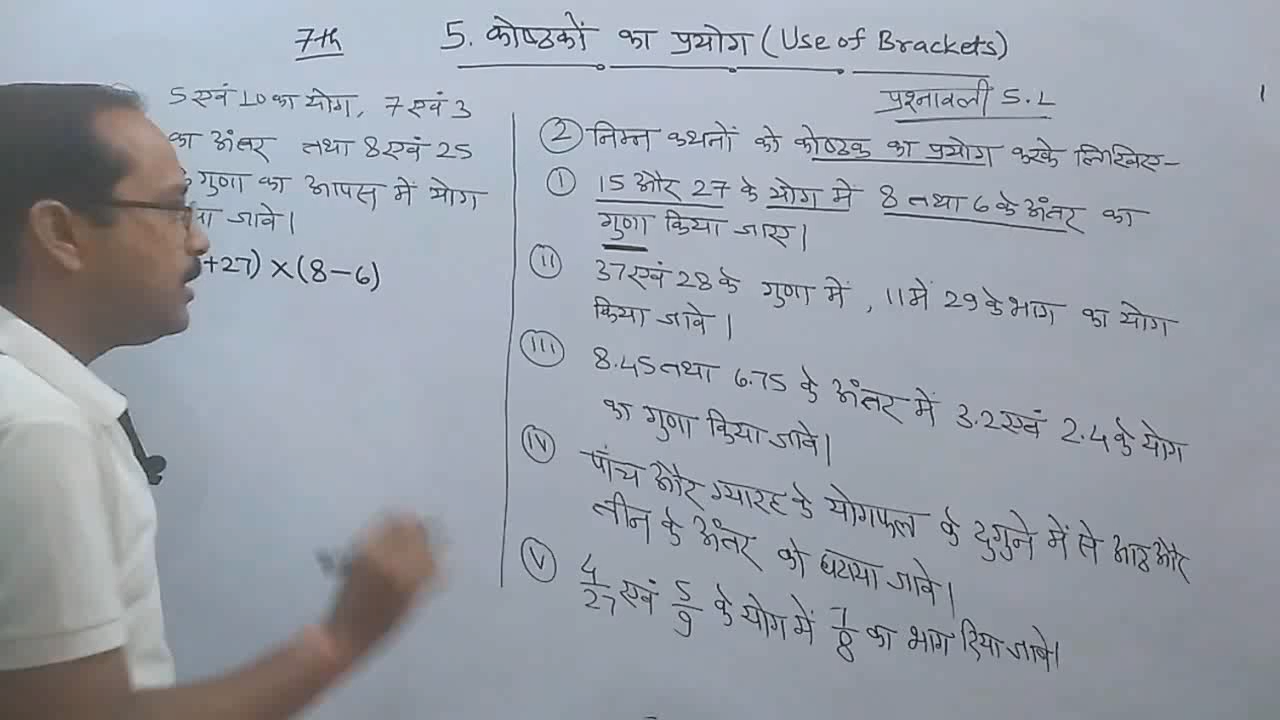 7th
5. कोष्ठकों का प्रयोग (Use of Brackets)
5 एवं 10 का योग, 7 एवं 3
का अंतर तथा 8 एवं 25
गुणा का आपस में योग
जावे।
+27) × (8 – 6)
प्रश्नावली 5.1
② निम्न कथनों को कोष्ठक का प्रयोग करके लिखिए–
① 15 और 27 के योग में 8 तथा 6 के अंतर का
गुणा किया जाए।
(ii) 37 एवं 28 के गुणा में, 11 में 29 के भाग का योग
किया जावे।
(iii) 8.45 तथा 6.75 के अंतर में 3.2 एवं 2.4 के योग
का गुणा किया जावे।
(iv) पांच और ग्यारह के योगफल के दुगुने में से आठ और
तीन के अंतर को घटाया जावे।
(v) 4/27 एवं 5/9 के योग में 7/8 का भाग दिया जावे।